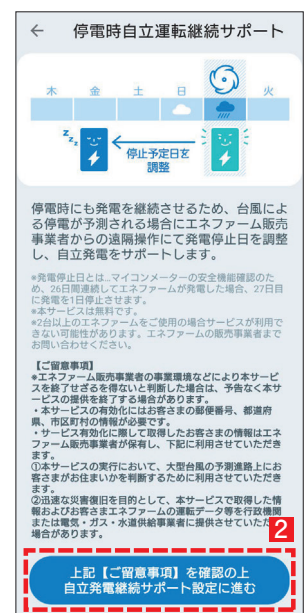 ← 停電時自立運転継続サポート
木 金 土 日 火
zzz
停止予定日を
調整
停電時にも発電を継続させるため、台風によ
る停電が予測される場合にエネファーム販売
事業者からの遠隔操作にて発電停止日を調整
し、自立発電をサポートします。
*発電停止日とは...マイコンメーターの安全機能確認のた
め、26日間連続してエネファームが発電した場合、27日目
に発電を1日停止させます。
*本サービスは無料です。
*2台以上のエネファームをご使用の場合サービスが利用で
きない可能性があります。エネファームの販売事業者まで
お問い合わせください。
【ご留意事項】
*エネファーム販売事業者の事業環境などにより本サービ
スを終了せざるを得ないと判断した場合は、予告なく本サ
ービスの提供を終了する場合があります。
・本サービスの有効化にはお客さまの郵便番号、都道府
県、市区町村の情報が必要です。
・サービス有効化に際して取得したお客さまの情報はエネ
ファーム販売事業者が保有し、下記に利用させていただき
ます。
①本サービスの実行において、大型台風の予測進路上にお
客さまがお住まいかを判断するために利用させていただき
ます。
②迅速な災害復旧を目的として、本サービスで取得した情
報およびお客さまエネファームの運転データ等を行政機関
または電気・ガス・水道供給事業者に提供させていただ
場合があります。
2
上記【ご留意事項】を確認の上
自立発電継続サポート設定に進む